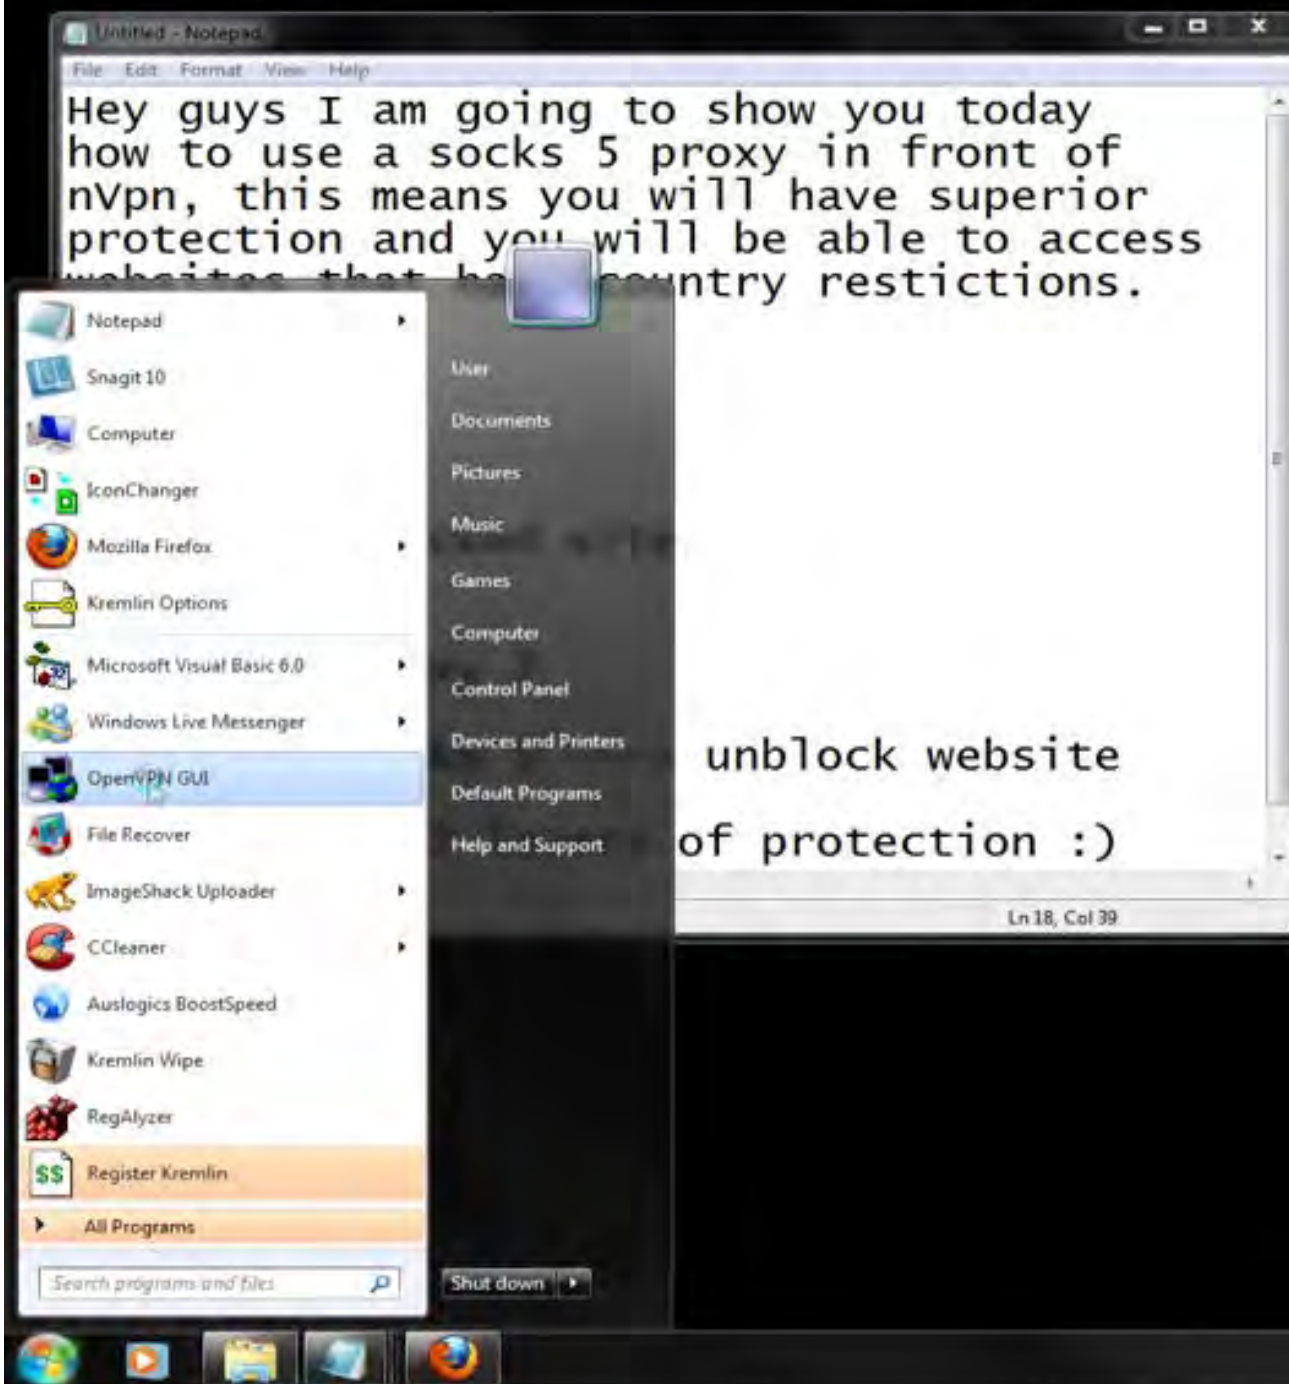 Untitled - Notepad
File Edit Format View Help
Hey guys I am going to show you today
how to use a socks 5 proxy in front of
nVpn, this means you will have superior
protection and you will be able to access
websites that ountry restictions.
unblock website
of protection :)
Ln 18, Col 39
Notepad
Snagit 10
Computer
IconChanger
Mozilla Firefox
Kremlin Options
Microsoft Visual Basic 6.0
Windows Live Messenger
OpenVPN GUI
File Recover
ImageShack Uploader
CCleaner
Auslogics BoostSpeed
Kremlin Wipe
RegAlyzer
$$ Register Kremlin
All Programs
Search programs and files
User
Documents
Pictures
Music
Games
Computer
Control Panel
Devices and Printers
Default Programs
Help and Support
Shut down